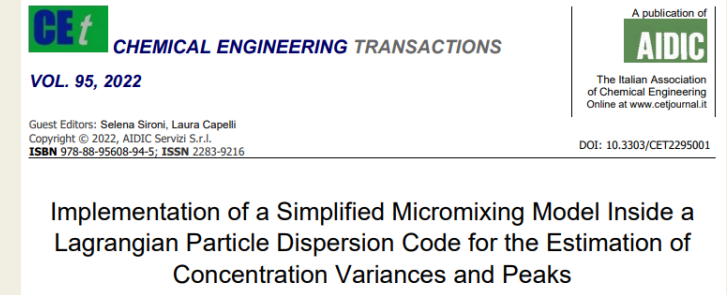 CEt
CHEMICAL ENGINEERING TRANSACTIONS
VOL. 95, 2022
A publication of
AIDIC
The Italian Association
of Chemical Engineering
Online at www.cetjournal.it
Guest Editors: Selena Sironi, Laura Capelli
Copyright © 2022, AIDIC Servizi S.r.l.
ISBN 978-88-95608-94-5; ISSN 2283-9216
DOI: 10.3303/CET2295001
Implementation of a Simplified Micromixing Model Inside a
Lagrangian Particle Dispersion Code for the Estimation of
Concentration Variances and Peaks